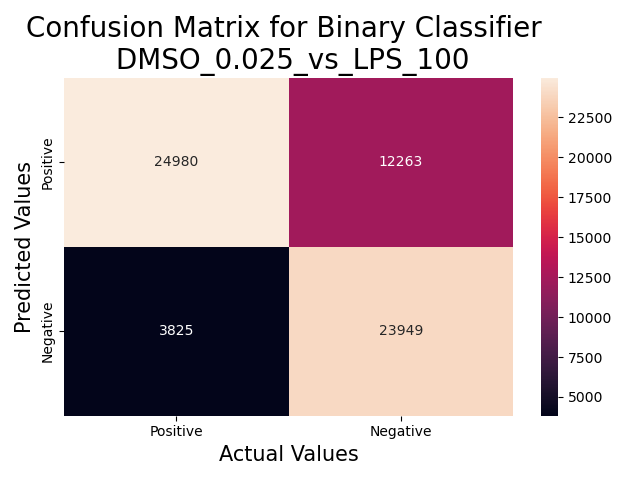 Confusion Matrix for Binary Classifier
DMSO_0.025_vs_LPS_100
Predicted Values
Positive
Negative
24980
12263
3825
23949
Positive
Negative
Actual Values
22500
20000
17500
15000
12500
10000
7500
5000